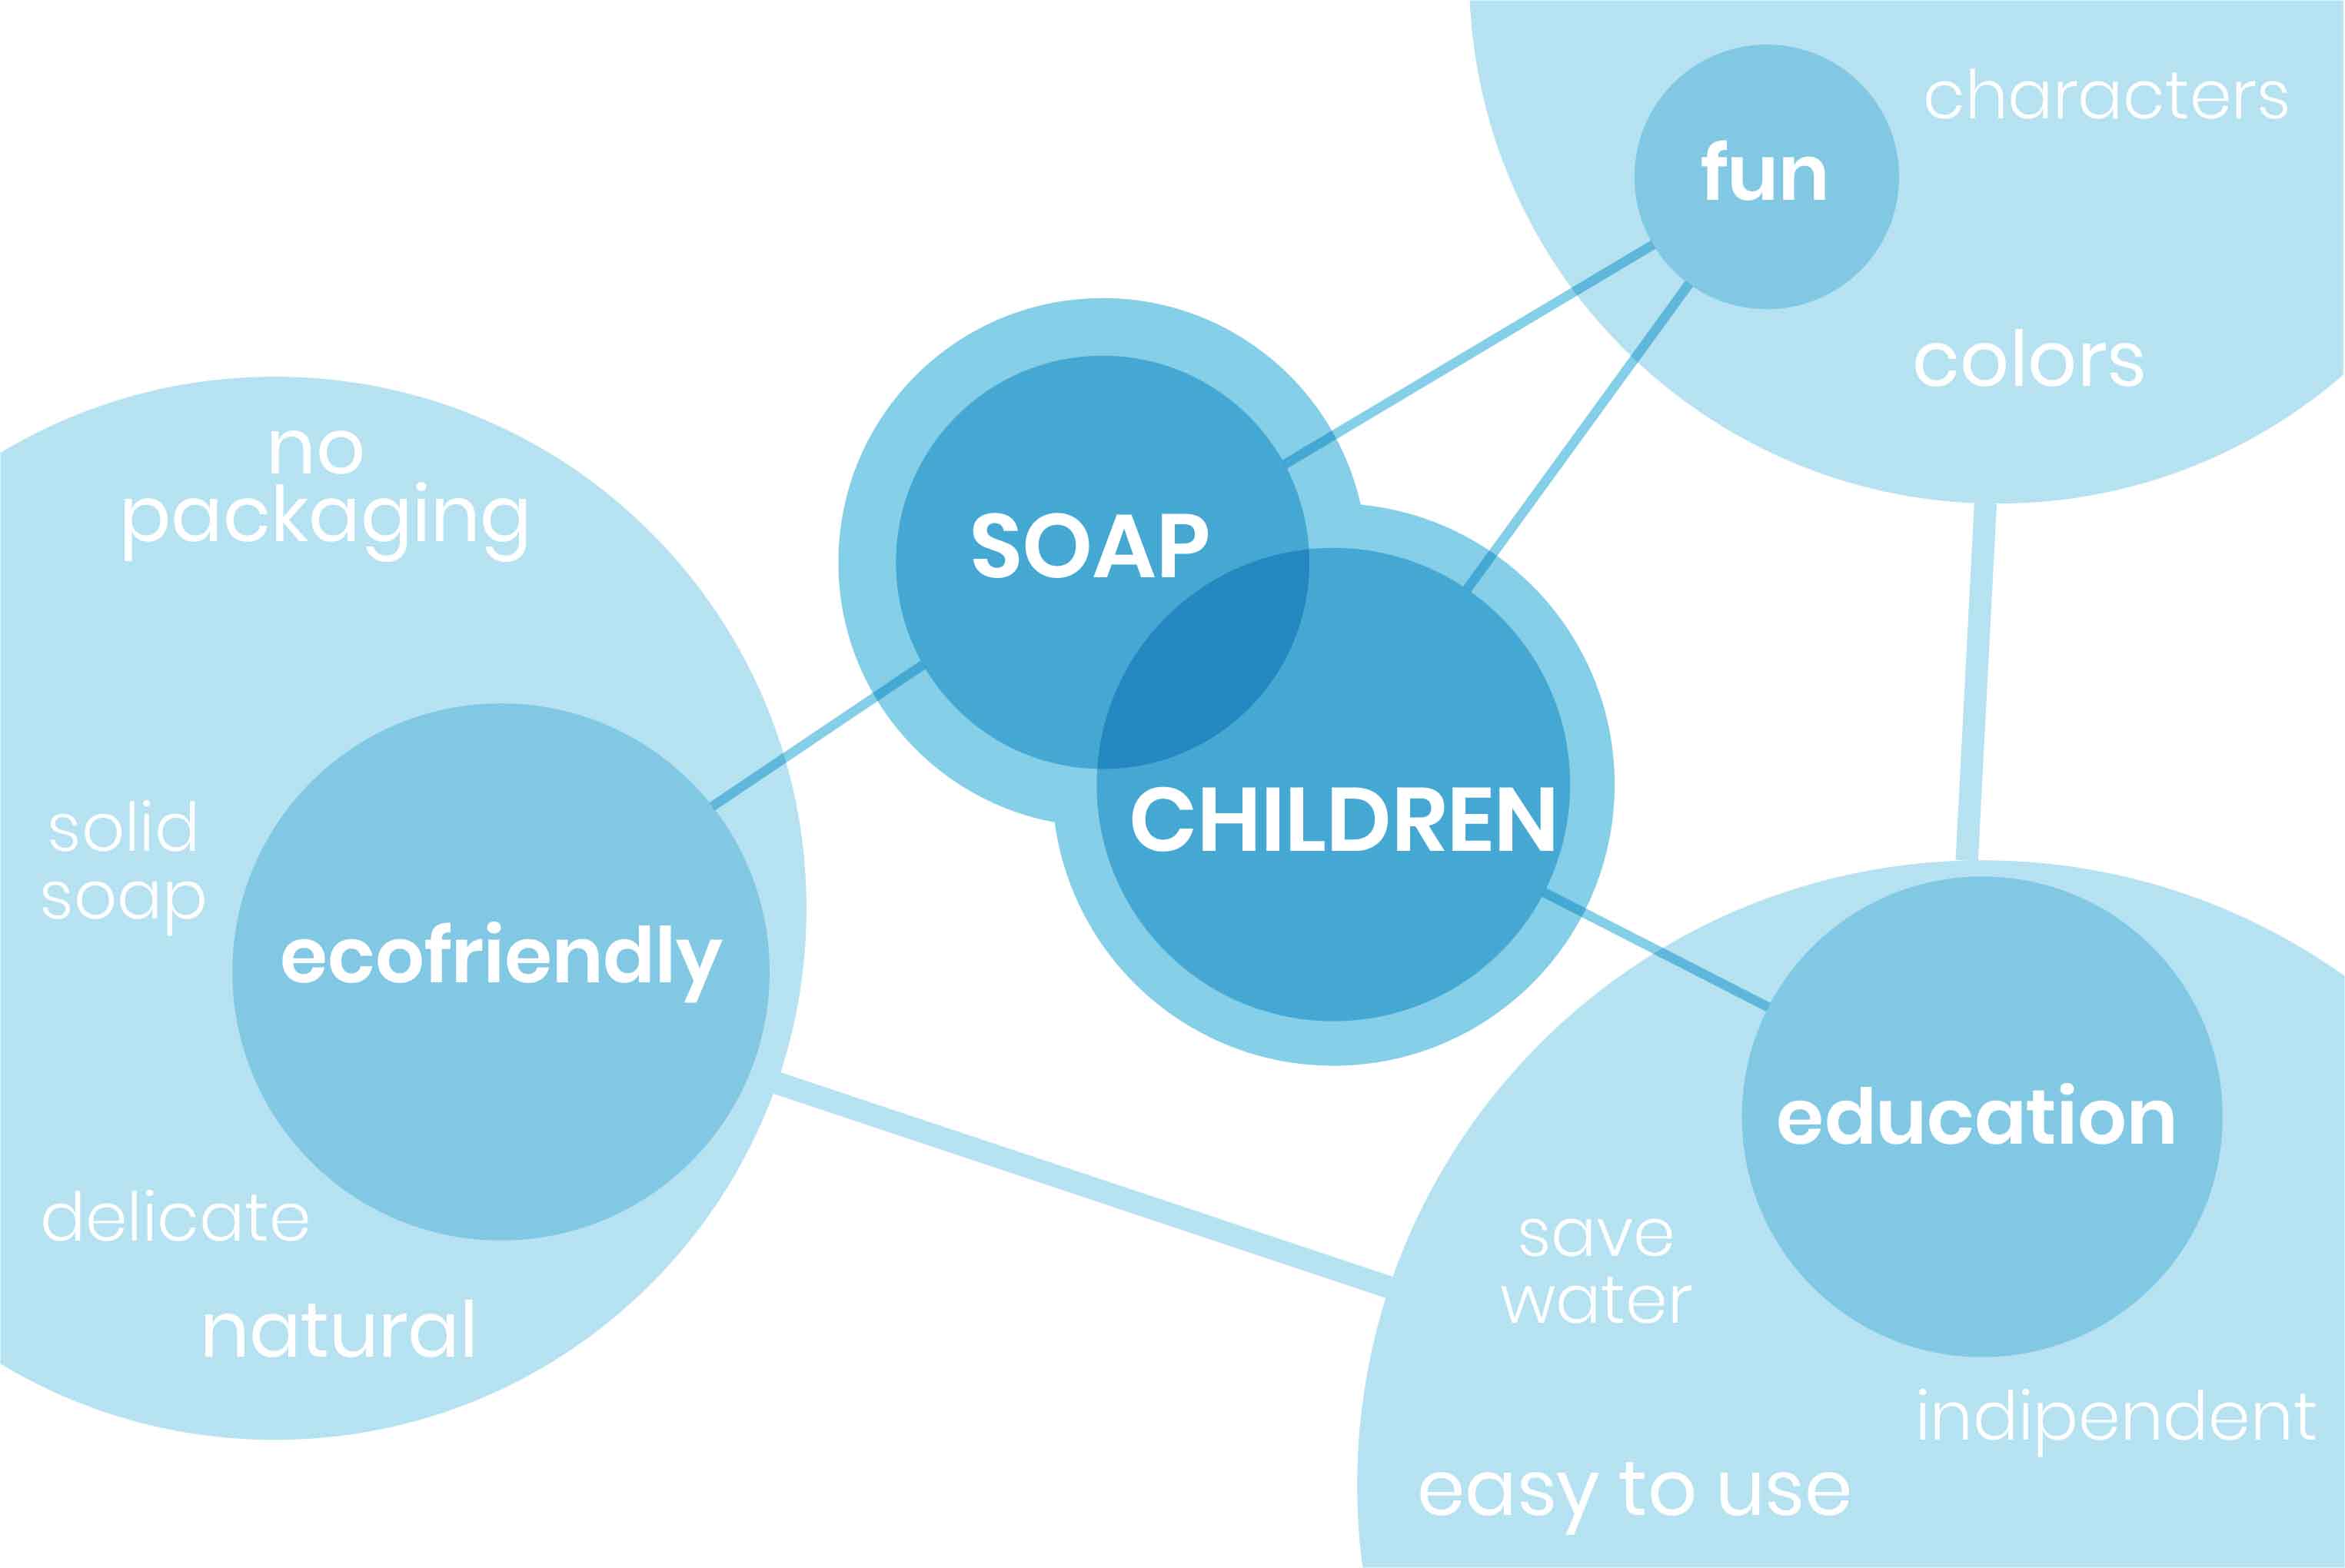 characters
fun
colors
no
packaging
SOAP
CHILDREN
solid
soap
ecofriendly
education
delicate
natural
save
water
indipendent
easy to use